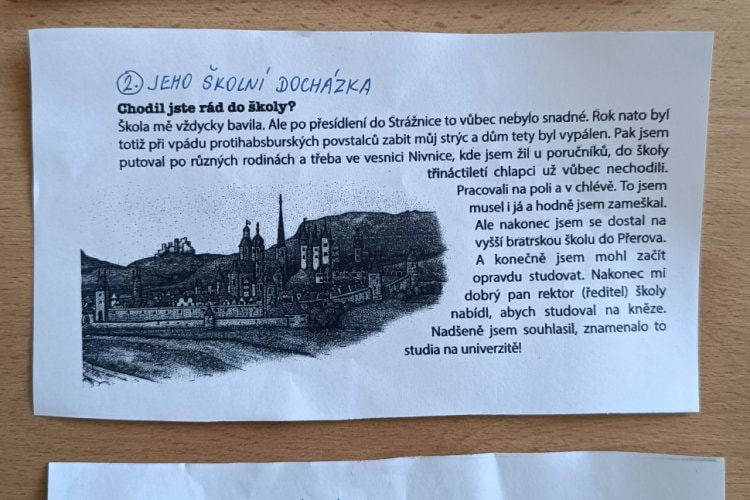 2. JEHO ŠKOLNÍ DOCHÁZKA
Chodil jste rád do školy?
Škola mě vždycky bavila. Ale po přesídlení do Strážnice to vůbec nebylo snadné. Rok nato byl
totiž při vpádu protihabsburských povstalců zabit můj strýc a dům tety byl vypálen. Pak jsem
putoval po různých rodinách a třeba ve vesnici Nivnice, kde jsem žil u poručníků, do školy
třináctiletí chlapci už vůbec nechodili.
Pracovali na poli a v chlévě. To jsem
musel i já a hodně jsem zameškal.
Ale nakonec jsem se dostal na
vyšší bratrskou školu do Přerova.
A konečně jsem mohl začít
opravdu studovat. Nakonec mi
dobrý pan rektor (ředitel) školy
nabídl, abych studoval na kněze.
Nadšeně jsem souhlasil, znamenalo to
studia na univerzitě!